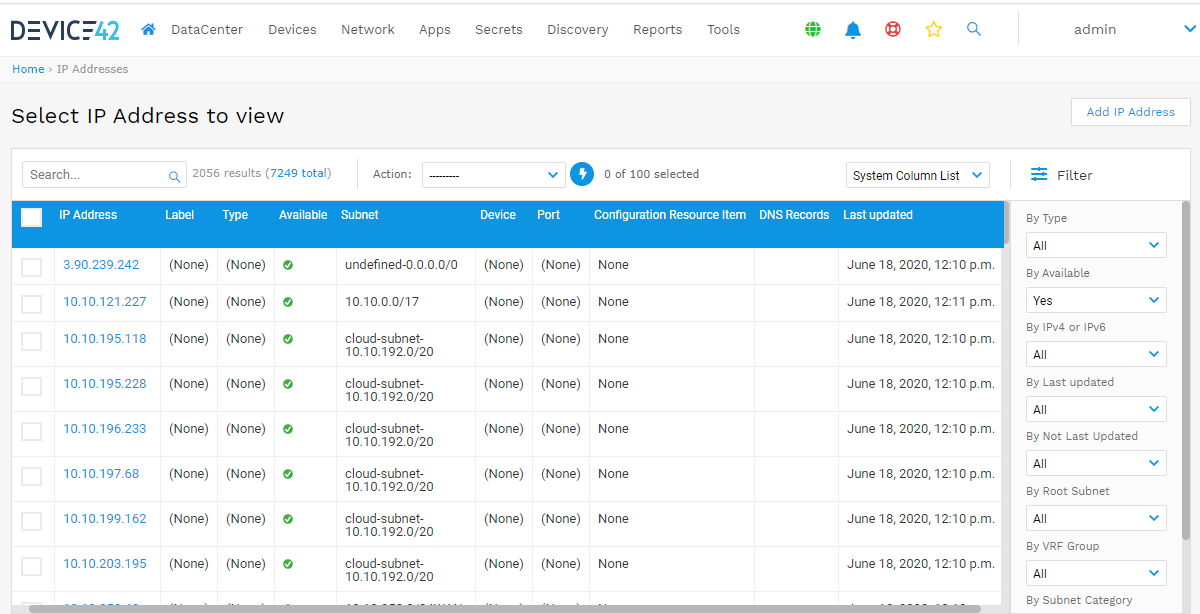 DEVICE42 DataCenter Devices Network Apps Secrets Discovery Reports Tools admin
Home › IP Addresses
Select IP Address to view
Add IP Address
Search... 2056 results (7249 total) Action: --------- 0 of 100 selected System Column List Filter
IP Address Label Type Available Subnet Device Port Configuration Resource Item DNS Records Last updated
3.90.239.242 (None) (None) undefined-0.0.0.0/0 (None) (None) None June 18, 2020, 12:10 p.m.
10.10.121.227 (None) (None) 10.10.0.0/17 (None) (None) None June 18, 2020, 12:11 p.m.
10.10.195.118 (None) (None) cloud-subnet- (None) (None) None June 18, 2020, 12:10 p.m.
10.10.192.0/20
10.10.195.228 (None) (None) cloud-subnet- (None) (None) None June 18, 2020, 12:10 p.m.
10.10.192.0/20
10.10.196.233 (None) (None) cloud-subnet- (None) (None) None June 18, 2020, 12:10 p.m.
10.10.192.0/20
10.10.197.68 (None) (None) cloud-subnet- (None) (None) None June 18, 2020, 12:10 p.m.
10.10.192.0/20
10.10.199.162 (None) (None) cloud-subnet- (None) (None) None June 18, 2020, 12:10 p.m.
10.10.192.0/20
10.10.203.195 (None) (None) cloud-subnet- (None) (None) None June 18, 2020, 12:10 p.m.
10.10.192.0/20
By Type
All
By Available
Yes
By IPv4 or IPv6
All
By Last updated
All
By Not Last Updated
All
By Root Subnet
All
By VRF Group
All
By Subnet Category